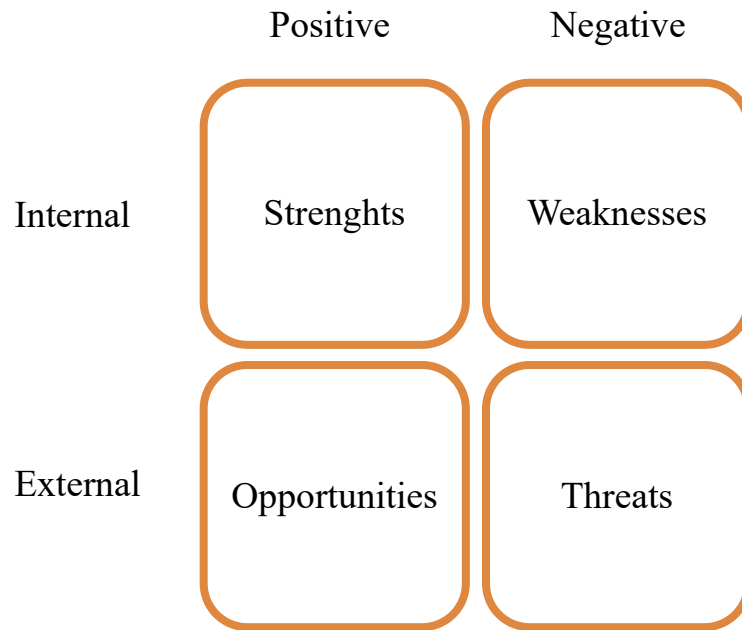 Positive Negative
Internal Strenghts Weaknesses
External Opportunities Threats